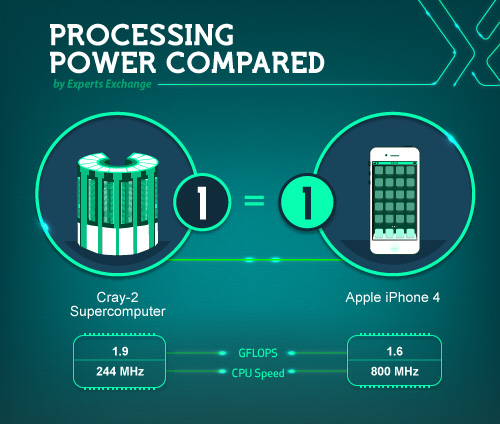 PROCESSING
POWER COMPARED
by Experts Exchange
1 = 1
Cray-2
Supercomputer
Apple iPhone 4
1.9 GFLOPS 1.6
244 MHz CPU Speed 800 MHz